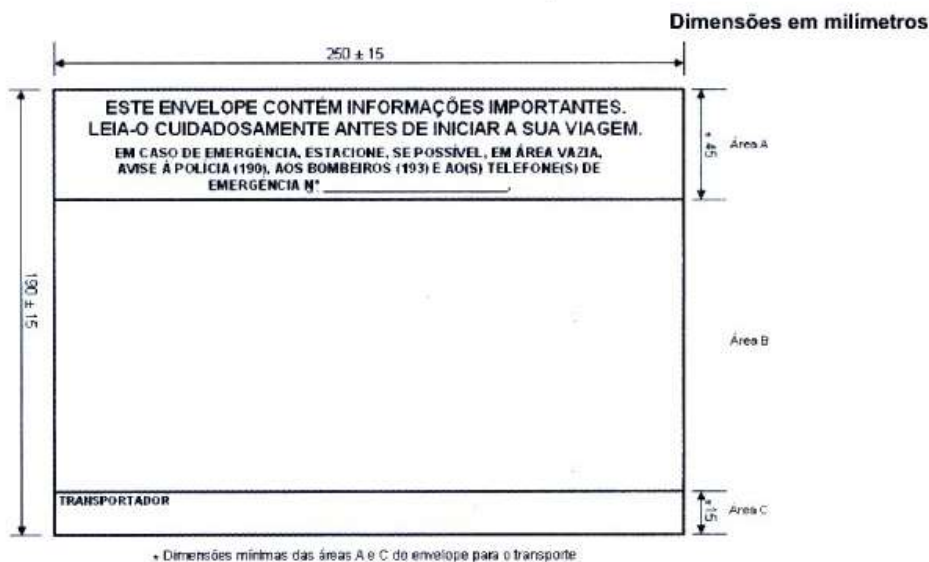 Dimensões em milímetros
250 ± 15
ESTE ENVELOPE CONTÉM INFORMAÇÕES IMPORTANTES.
LEIA-O CUIDADOSAMENTE ANTES DE INICIAR A SUA VIAGEM.
EM CASO DE EMERGÊNCIA, ESTACIONE, SE POSSÍVEL, EM ÁREA VAZIA,
AVISE À POLICIA (190), AOS BOMBEIROS (193) E AO(S) TELEFONE(S) DE
EMERGÊNCIA N° ____________________.
* 45
Área A
190 ± 15
Área B
TRANSPORTADOR
*15
Área C
* Dimensões mínimas das áreas A e C do envelope para o transporte